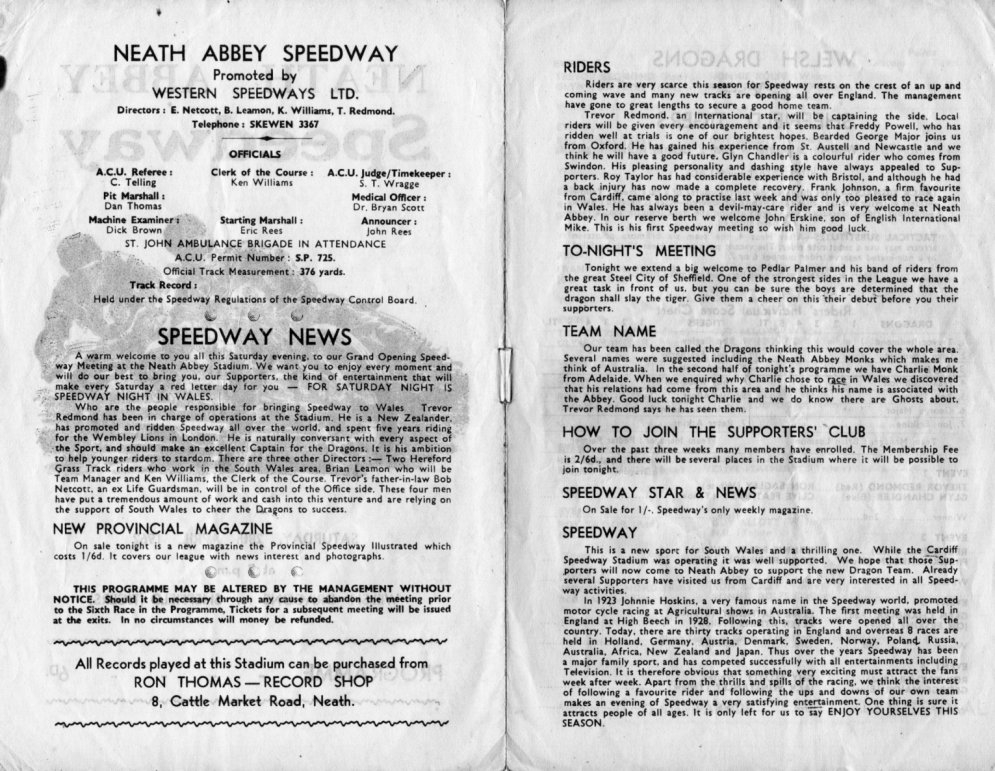 NEATH ABBEY SPEEDWAY
Promoted by
WESTERN SPEEDWAYS LTD.
Directors : E. Netcott, B. Leamon, K. Williams, T. Redmond.
Telephone : SKEWEN 3367
OFFICIALS
A.C.U. Referee : Clerk of the Course : A.C.U. Judge/Timekeeper :
C. Telling Ken Williams S. T. Wragge
Pit Marshall : Medical Officer :
Dan Thomas Dr. Bryan Scott
Machine Examiner : Starting Marshall : Announcer :
Dick Brown Eric Rees John Rees
ST. JOHN AMBULANCE BRIGADE IN ATTENDANCE
A.C.U. Permit Number : S.P. 725.
Official Track Measurement : 376 yards.
Track Record :
Held under the Speedway Regulations of the Speedway Control Board.
SPEEDWAY NEWS
A warm welcome to you all this Saturday evening, to our Grand Opening Speed-
way Meeting at the Neath Abbey Stadium. We want you to enjoy every moment and
will do our best to bring you, our Supporters, the kind of entertainment that will
make every Saturday a red letter day for you — FOR SATURDAY NIGHT IS
SPEEDWAY NIGHT IN WALES.
Who are the people responsible for bringing Speedway to Wales Trevor
Redmond has been in charge of operations at the Stadium. He is a New Zealander,
has promoted and ridden Speedway all over the world, and spent five years riding
for the Wembley Lions in London. He is naturally conversant with every aspect of
the Sport, and should make an excellent Captain for the Dragons. It is his ambition
to help younger riders to stardom. There are three other Directors :— Two Hereford
Grass Track riders who work in the South Wales area, Brian Leamon who will be
Team Manager and Ken Williams, the Clerk of the Course. Trevor's father-in-law Bob
Netcott, an ex Life Guardsman, will be in control of the Office side. These four men
have put a tremendous amount of work and cash into this venture and are relying on
the support of South Wales to cheer the Dragons to success.
NEW PROVINCIAL MAGAZINE
On sale tonight is a new magazine the Provincial Speedway Illustrated which
costs 1/6d. It covers our league with news interest and photographs.
THIS PROGRAMME MAY BE ALTERED BY THE MANAGEMENT WITHOUT
NOTICE. Should it be necessary through any cause to abandon the meeting prior
to the Sixth Race in the Programme, Tickets for a subsequent meeting will be issued
at the exits. In no circumstances will money be refunded.
All Records played at this Stadium can be purchased from
RON THOMAS — RECORD SHOP
8, Cattle Market Road, Neath.
RIDERS
Riders are very scarce this season for Speedway rests on the crest of an up and
coming wave and many new tracks are opening all over England. The management
have gone to great lengths to secure a good home team.
Trevor Redmond, an International star, will be captaining the side. Local
riders will be given every encouragement and it seems that Freddy Powell, who has
ridden well at trials is one of our brightest hopes. Bearded George Major joins us
from Oxford. He has gained his experience from St. Austell and Newcastle and we
think he will have a good future. Glyn Chandler is a colourful rider who comes from
Swindon. His pleasing personality and dashing style have always appealed to Sup-
porters. Roy Taylor has had considerable experience with Bristol, and although he had
a back injury has now made a complete recovery. Frank Johnson, a firm favourite
from Cardiff, came along to practise last week and was only too pleased to race again
in Wales. He has always been a devil-may-care rider and is very welcome at Neath
Abbey. In our reserve berth we welcome John Erskine, son of English International
Mike. This is his first Speedway meeting so wish him good luck.
TO-NIGHT'S MEETING
Tonight we extend a big welcome to Pedlar Palmer and his band of riders from
the great Steel City of Sheffield. One of the strongest sides in the League we have a
great task in front of us, but you can be sure the boys are determined that the
dragon shall slay the tiger. Give them a cheer on this their debut before you their
supporters.
TEAM NAME
Our team has been called the Dragons thinking this would cover the whole area.
Several names were suggested including the Neath Abbey Monks which makes me
think of Australia. In the second half of tonight's programme we have Charlie Monk
from Adelaide. When we enquired why Charlie chose to race in Wales we discovered
that his relations had come from this area and he thinks his name is associated with
the Abbey. Good luck tonight Charlie and we do know there are Ghosts about,
Trevor Redmond says he has seen them.
HOW TO JOIN THE SUPPORTERS' CLUB
Over the past three weeks many members have enrolled. The Membership Fee
is 2/6d., and there will be several places in the Stadium where it will be possible to
join tonight.
SPEEDWAY STAR & NEWS
On Sale for 1/-. Speedway's only weekly magazine.
SPEEDWAY
This is a new sport for South Wales and a thrilling one. While the Cardiff
Speedway Stadium was operating it was well supported. We hope that those Sup-
porters will now come to Neath Abbey to support the new Dragon Team. Already
several Supporters have visited us from Cardiff and are very interested in all Speed-
way activities.
In 1923 Johnnie Hoskins, a very famous name in the Speedway world, promoted
motor cycle racing at Agricultural shows in Australia. The first meeting was held in
England at High Beech in 1928. Following this, tracks were opened all over the
country. Today, there are thirty tracks operating in England and overseas 8 races are
held in Holland, Germany, Austria, Denmark, Sweden, Norway, Poland, Russia,
Australia, Africa, New Zealand and Japan. Thus over the years Speedway has been
a major family sport, and has competed successfully with all entertainments including
Television. It is therefore obvious that something very exciting must attract the fans
week after week. Apart from the thrills and spills of the racing, we think the interest
of following a favourite rider and following the ups and downs of our own team
makes an evening of Speedway a very satisfying entertainment. One thing is sure it
attracts people of all ages. It is only left for us to say ENJOY YOURSELVES THIS
SEASON.